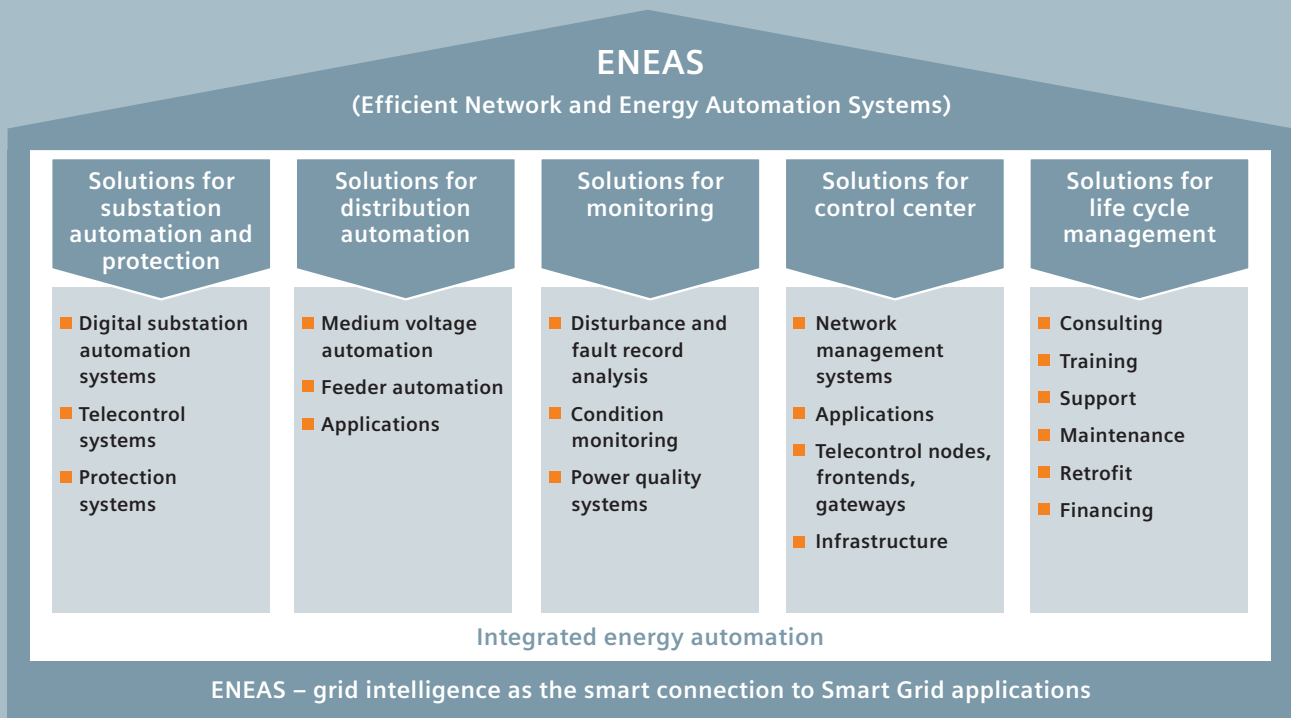 ENEAS
(Efficient Network and Energy Automation Systems)
Solutions for
substation
automation and
protection
Digital substation
automation
systems
Telecontrol
systems
Protection
systems
Solutions for
distribution
automation
Medium voltage
automation
Feeder automation
Applications
Solutions for
monitoring
Disturbance and
fault record
analysis
Condition
monitoring
Power quality
systems
Solutions for
control center
Network
management
systems
Applications
Telecontrol nodes,
frontends,
gateways
Infrastructure
Solutions for
life cycle
management
Consulting
Training
Support
Maintenance
Retrofit
Financing
Integrated energy automation
ENEAS – grid intelligence as the smart connection to Smart Grid applications